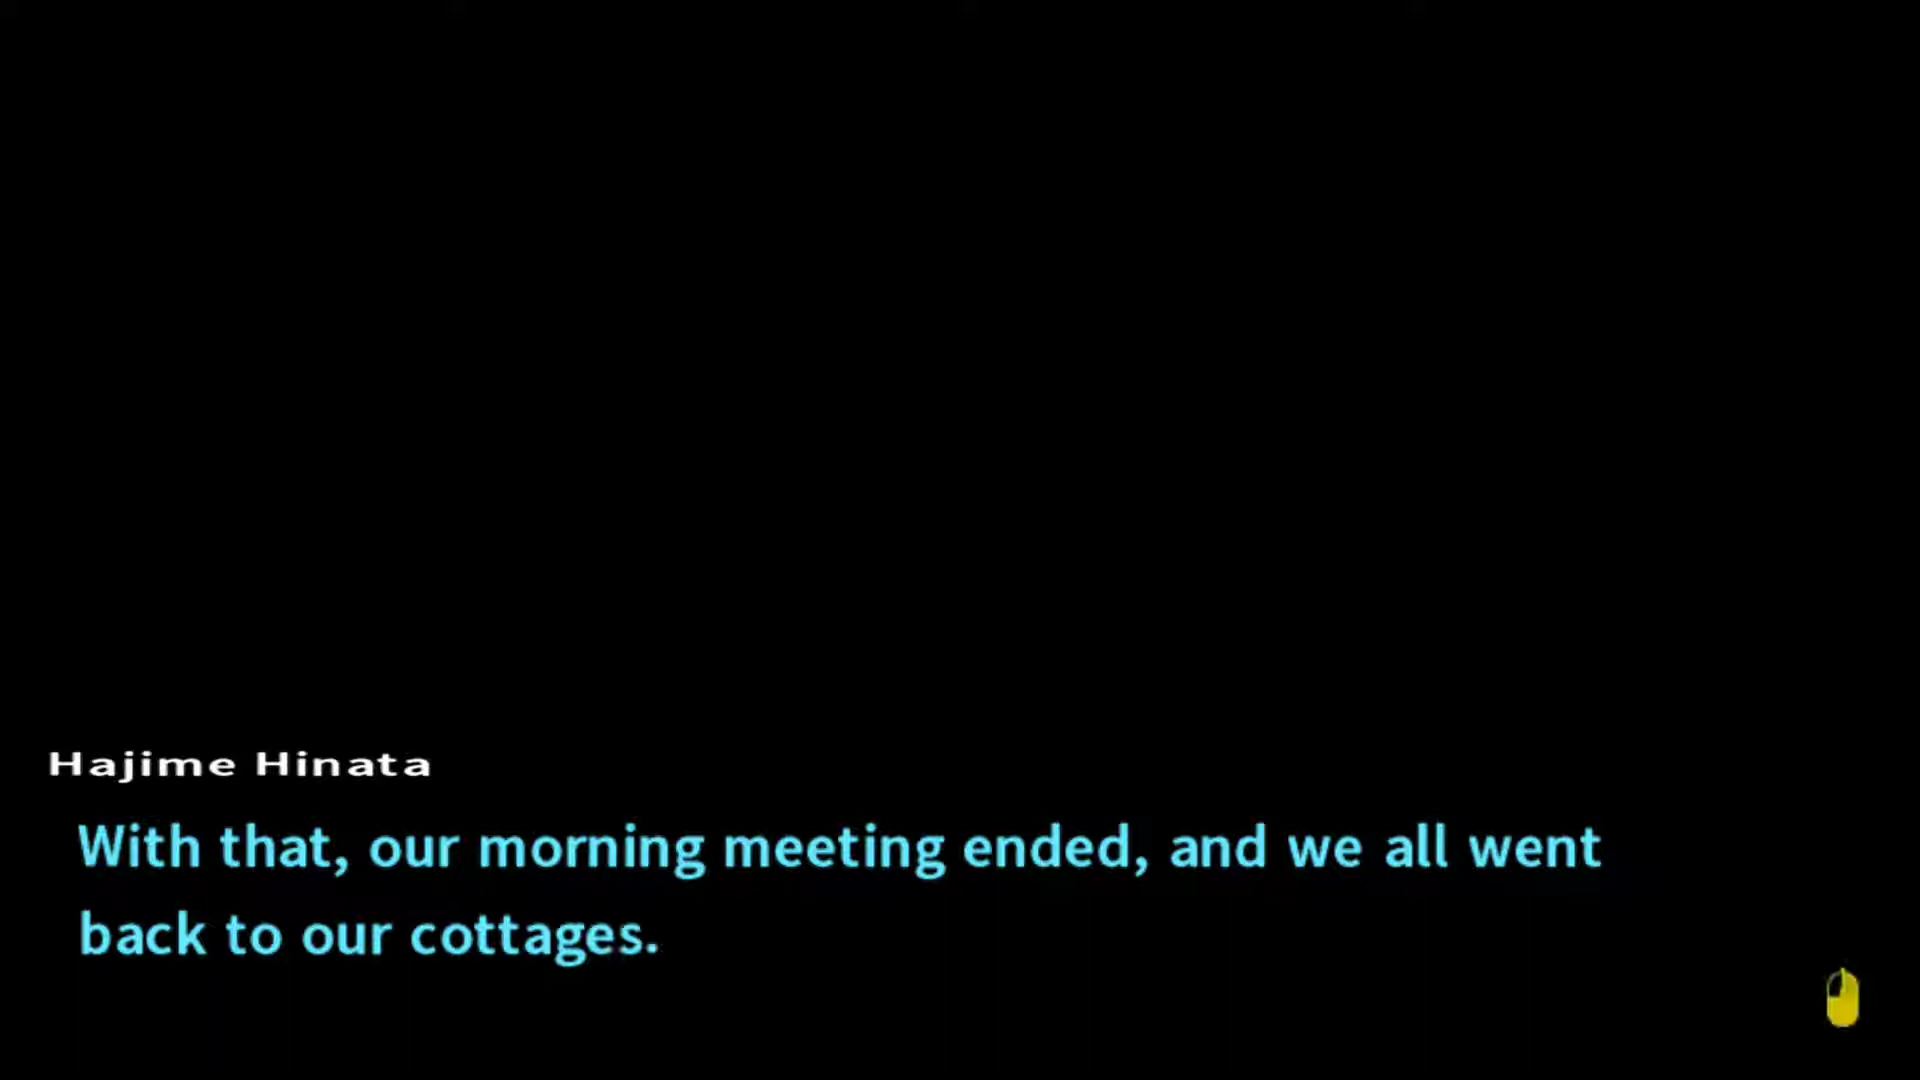 Hajime Hinata
With that, our morning meeting ended, and we all went
back to our cottages.